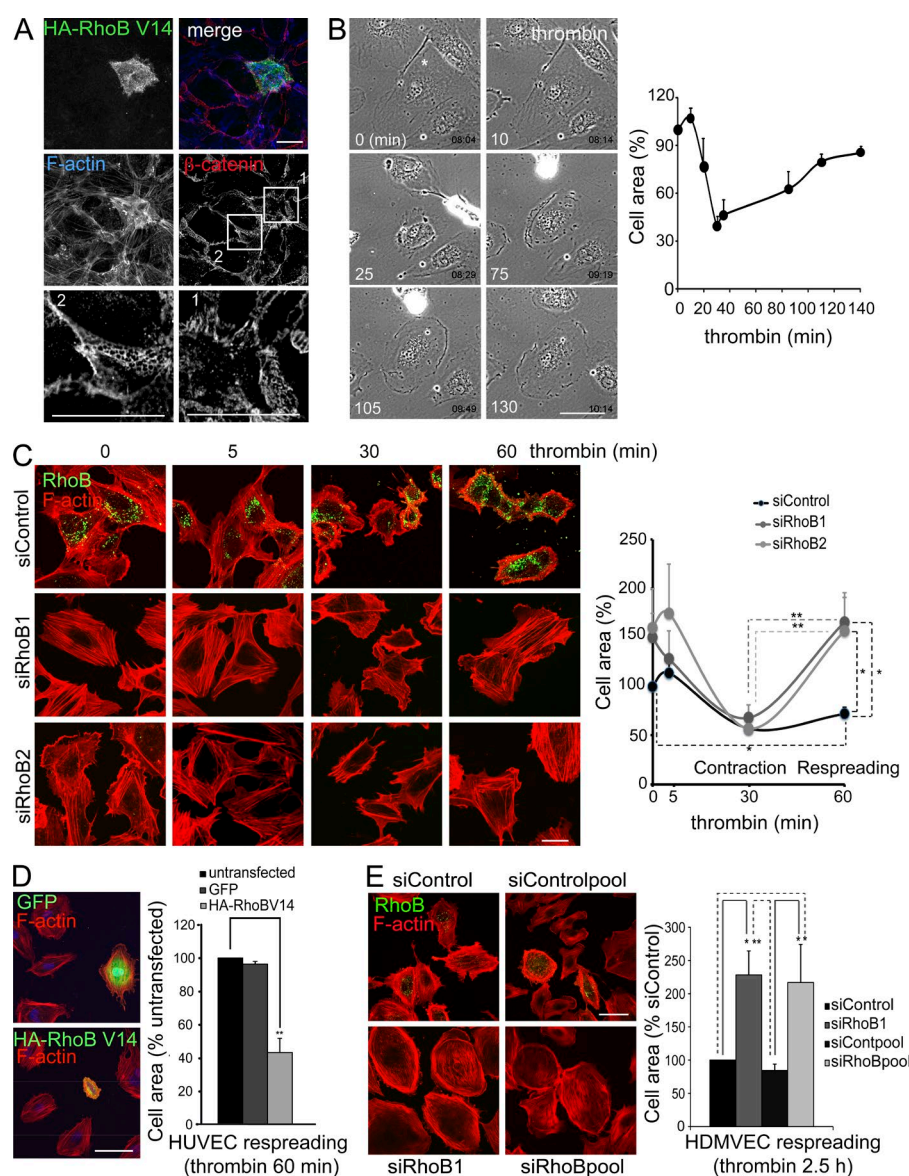 A
HA-RhoB V14
merge
F-actin
β-catenin
1
2
2
1
B
thrombin
*
0 (min)
08:04
10
08:14
25
08:29
75
09:19
105
09:49
130
10:14
120
90
60
30
0
Cell area (%)
0 20 40 60 80 100 120 140
thrombin (min)
C
0 5 30 60 thrombin (min)
RhoB
F-actin
siControl
siRhoB1
siRhoB2
siControl
siRhoB1
siRhoB2
250
200
150
100
50
0
Cell area (%)
**
**
*
*
*
Contraction Respreading
0 5 30 60
thrombin (min)
D
GFP
F-actin
HA-RhoB V14
F-actin
untransfected
GFP
HA-RhoBV14
120
100
80
60
40
20
0
Cell area (% untransfected)
**
HUVEC respreading
(thrombin 60 min)
E
siControl siControlpool
RhoB
F-actin
siRhoB1 siRhoBpool
250
200
150
100
50
0
Cell area (% siControl)
* ** **
siControl
siRhoB1
siContpool
siRhoBpool
HDMVEC respreading
(thrombin 2.5 h)